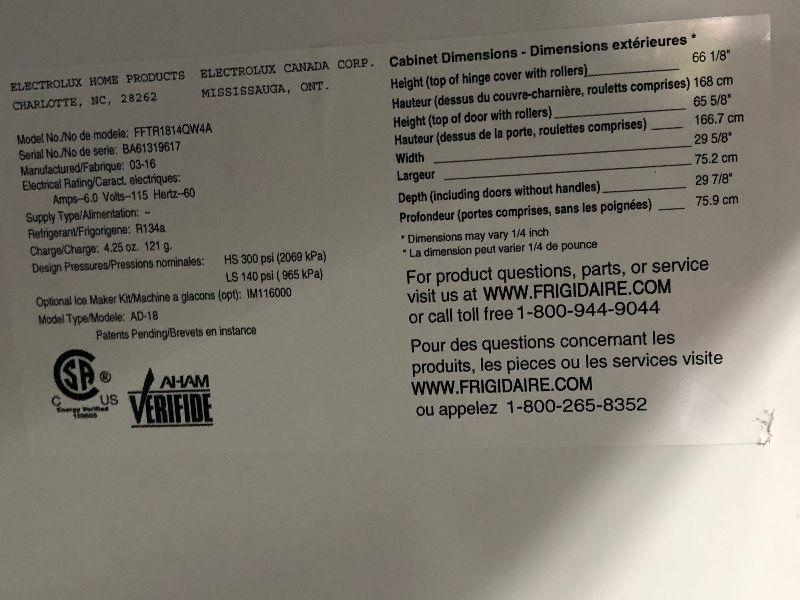 ELECTROLUX HOME PRODUCTS
CHARLOTTE, NC, 28262
ELECTROLUX CANADA CORP.
MISSISSAUGA, ONT.
Model No./No de modele: FFTR1814QW4A
Serial No./No de serie: BA61319617
Manufactured/Fabrique: 03-16
Electrical Rating/Caract. electriques:
Amps--6.0 Volts--115 Hertz--60
Supply Type/Alimentation: ~
Refrigerant/Frigorigene: R134a
Charge/Charge: 4.25 oz. 121 g.
Design Pressures/Pressions nominales: HS 300 psi (2069 kPa)
LS 140 psi ( 965 kPa)
Optional Ice Maker Kit/Machine a glacons (opt): IM116000
Model Type/Modele: AD-18
Patents Pending/Brevets en instance
CSA ®
C US
Energy Verified
AHAM
VERIFIDE
Cabinet Dimensions - Dimensions extérieures *
Height (top of hinge cover with rollers) 66 1/8"
Hauteur (dessus du couvre-charnière, roulettes comprises) 168 cm
Height (top of door with rollers) 65 5/8"
Hauteur (dessus de la porte, roulettes comprises) 166.7 cm
Width 29 5/8"
Largeur 75.2 cm
Depth (including doors without handles) 29 7/8"
Profondeur (portes comprises, sans les poignées) 75.9 cm
* Dimensions may vary 1/4 inch
* La dimension peut varier 1/4 de pouce
For product questions, parts, or service
visit us at WWW.FRIGIDAIRE.COM
or call toll free 1-800-944-9044
Pour des questions concernant les
produits, les pieces ou les services visite
WWW.FRIGIDAIRE.COM
ou appelez 1-800-265-8352